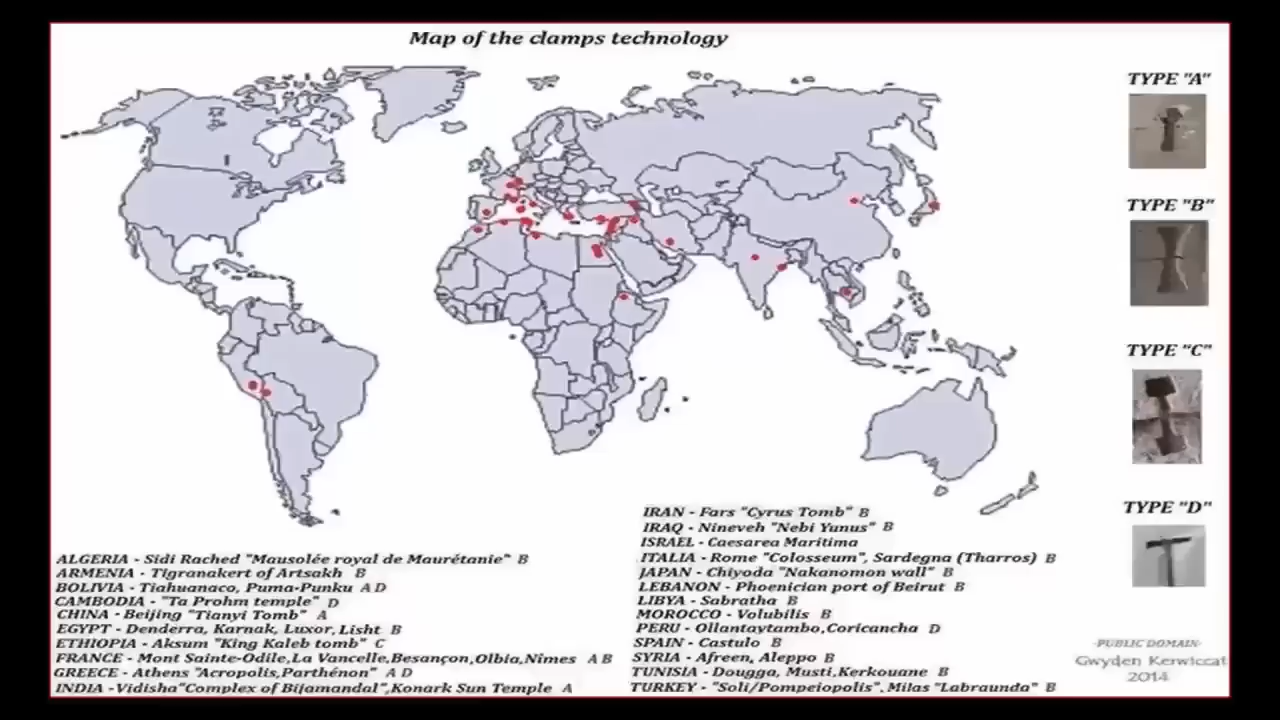 Map of the clamps technology
TYPE "A"
TYPE "B"
TYPE "C"
TYPE "D"
ALGERIA - Sidi Rached "Mausolée royal de Maurétanie" B
ARMENIA - Tigranakert of Artsakh B
BOLIVIA - Tiahuanaco, Puma-Punku A D
CAMBODIA - "Ta Prohm temple" D
CHINA - Beijing "Tianyi Tomb" A
EGYPT - Denderra, Karnak, Luxor, Lisht B
ETHIOPIA - Aksum "King Kaleb tomb" C
FRANCE - Mont Sainte-Odile,La Vancelle,Besançon,Olbia,Nimes A B
GREECE - Athens "Acropolis,Parthénon" A D
INDIA -Vidisha"Complex of Bijamandal",Konark Sun Temple A
IRAN - Fars "Cyrus Tomb" B
IRAQ - Nineveh "Nebi Yunus" B
ISRAEL - Caesarea Maritima
ITALIA - Rome "Colosseum", Sardegna (Tharros) B
JAPAN - Chiyoda "Nakanomon wall" B
LEBANON - Phoenician port of Beirut B
LIBYA - Sabratha B
MOROCCO - Volubilis B
PERU - Ollantaytambo,Coricancha D
SPAIN - Castulo B
SYRIA - Afreen, Aleppo B
TUNISIA - Dougga, Musti,Kerkouane B
TURKEY - "Soli/Pompeiopolis", Milas "Labraunda" B
-PUBLIC DOMAIN-
Gwyden Kerwiccat
2014